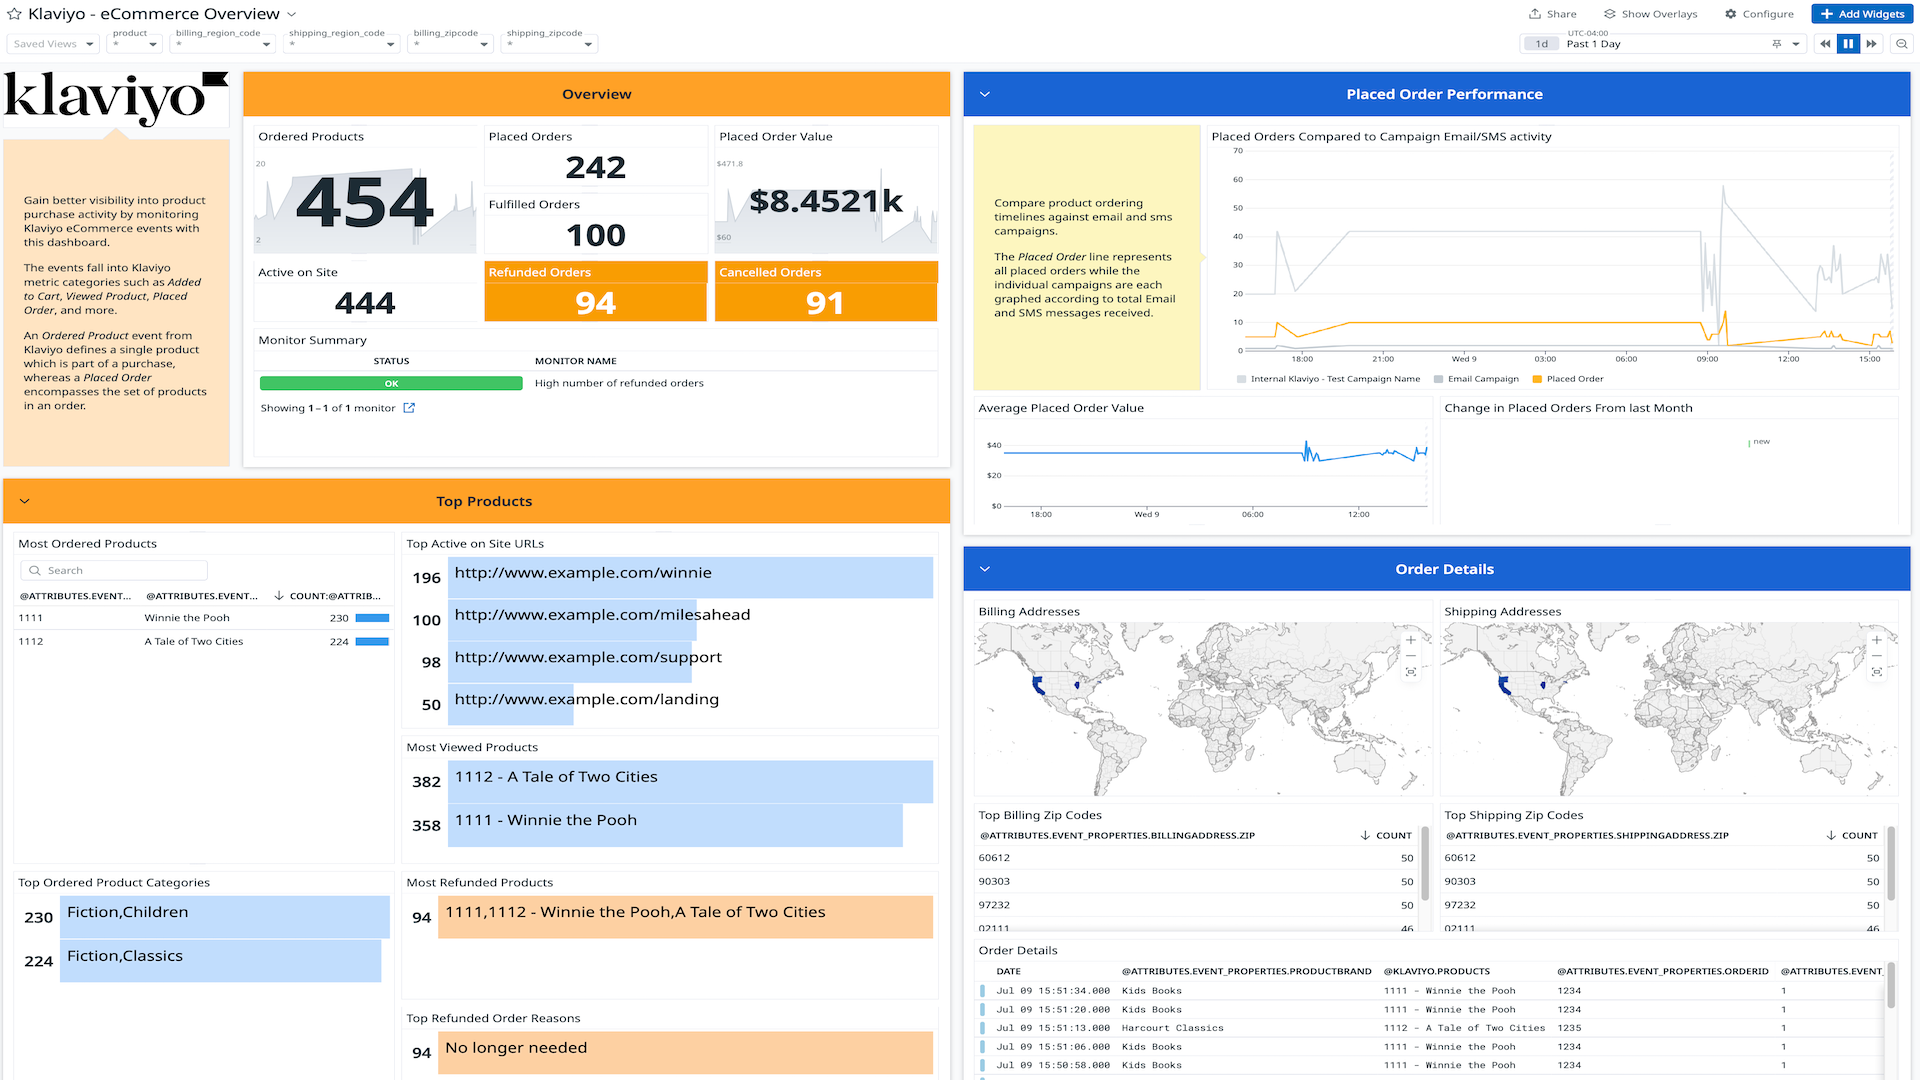 Klaviyo - eCommerce Overview
Share
Show Overlays
Configure
+ Add Widgets
Saved Views
product
*
billing_region_code
*
shipping_region_code
*
billing_zipcode
*
shipping_zipcode
*
UTC-04:00
1d
Past 1 Day
klaviyo
Gain better visibility into product
purchase activity by monitoring
Klaviyo eCommerce events with
this dashboard.
The events fall into Klaviyo
metric categories such as Added
to Cart, Viewed Product, Placed
Order, and more.
An Ordered Product event from
Klaviyo defines a single product
which is part of a purchase,
whereas a Placed Order
encompasses the set of products
in an order.
Overview
Ordered Products
20
454
2
Placed Orders
242
Placed Order Value
$471.8
$8.4521k
$60
Fulfilled Orders
100
Active on Site
444
Refunded Orders
94
Cancelled Orders
91
Monitor Summary
STATUS
MONITOR NAME
OK
High number of refunded orders
Showing 1–1 of 1 monitor
Placed Order Performance
Compare product ordering
timelines against email and sms
campaigns.
The Placed Order line represents
all placed orders while the
individual campaigns are each
graphed according to total Email
and SMS messages received.
Placed Orders Compared to Campaign Email/SMS activity
70
60
50
40
30
20
10
0
18:00
21:00
Wed 9
03:00
06:00
09:00
12:00
15:00
Internal Klaviyo - Test Campaign Name
Email Campaign
Placed Order
Average Placed Order Value
$40
$20
$0
18:00
Wed 9
06:00
12:00
Change in Placed Orders From last Month
new
Top Products
Most Ordered Products
Search
@ATTRIBUTES.EVENT...
@ATTRIBUTES.EVENT...
COUNT:@ATTRIB...
1111
Winnie the Pooh
230
1112
A Tale of Two Cities
224
Top Active on Site URLs
196
http://www.example.com/winnie
100
http://www.example.com/milesahead
98
http://www.example.com/support
50
http://www.example.com/landing
Most Viewed Products
382
1112 - A Tale of Two Cities
358
1111 - Winnie the Pooh
Top Ordered Product Categories
230
Fiction,Children
224
Fiction,Classics
Most Refunded Products
94
1111,1112 - Winnie the Pooh,A Tale of Two Cities
Top Refunded Order Reasons
94
No longer needed
Order Details
Billing Addresses
+
−
Shipping Addresses
+
−
Top Billing Zip Codes
@ATTRIBUTES.EVENT_PROPERTIES.BILLINGADDRESS.ZIP
COUNT
60612
50
90303
50
97232
50
02111
46
Top Shipping Zip Codes
@ATTRIBUTES.EVENT_PROPERTIES.SHIPPINGADDRESS.ZIP
COUNT
60612
50
90303
50
97232
50
02111
46
Order Details
DATE
@ATTRIBUTES.EVENT_PROPERTIES.PRODUCTBRAND
@KLAVIYO.PRODUCTS
@ATTRIBUTES.EVENT_PROPERTIES.ORDERID
@ATTRIBUTES.EVENT_
Jul 09 15:51:34.000 Kids Books 1111 - Winnie the Pooh 1234 1
Jul 09 15:51:20.000 Kids Books 1111 - Winnie the Pooh 1234 1
Jul 09 15:51:13.000 Harcourt Classics 1112 - A Tale of Two Cities 1235 1
Jul 09 15:51:06.000 Kids Books 1111 - Winnie the Pooh 1234 1
Jul 09 15:50:58.000 Kids Books 1111 - Winnie the Pooh 1234 1